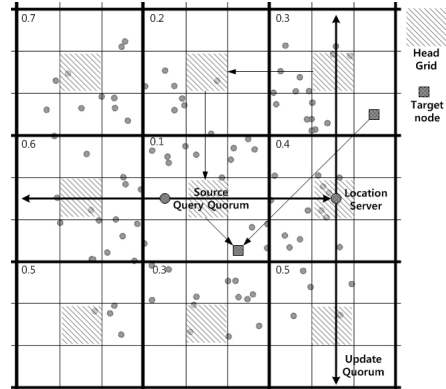 0.7
0.2
0.3
Head
Grid
Target
node
0.6
0.1
0.4
Source
Query Quorum
Location
Server
0.5
0.3
0.5
Update
Quorum